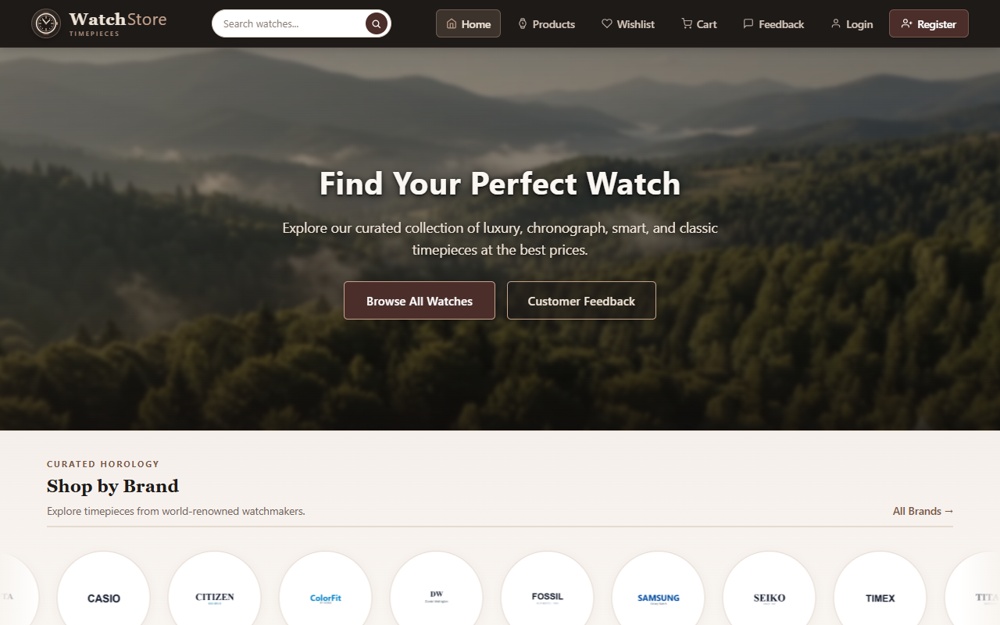 WatchStore
TIMEPIECES
Search watches...
Home
Products
Wishlist
Cart
Feedback
Login
Register
Find Your Perfect Watch
Explore our curated collection of luxury, chronograph, smart, and classic
timepieces at the best prices.
Browse All Watches
Customer Feedback
CURATED HOROLOGY
Shop by Brand
Explore timepieces from world-renowned watchmakers.
All Brands →
TA
CASIO
CITIZEN
ColorFit
DW
FOSSIL
SAMSUNG
SEIKO
TIMEX
TITA